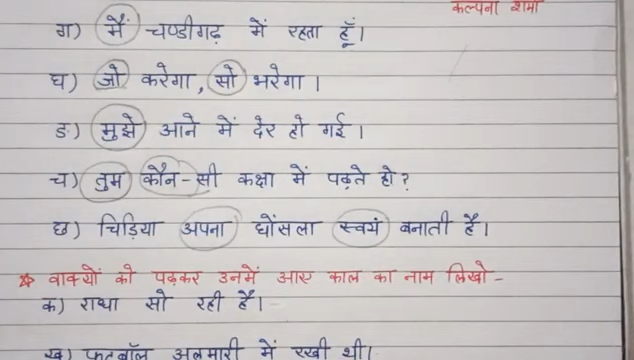 कल्पना शर्मा
ग) मैं चण्डीगढ़ में रहता हूँ।
घ) जो करेगा, सो भरेगा।
ङ) मुझे आने में देर हो गई।
च) तुम कौन-सी कक्षा में पढ़ते हो?
छ) चिड़िया अपना घोंसला स्वयं बनाती है।
* वाक्यों को पढ़कर उनमें आए काल का नाम लिखो -
क) राधा सो रही है।
ख) फुटबॉल अलमारी में रखी थी।